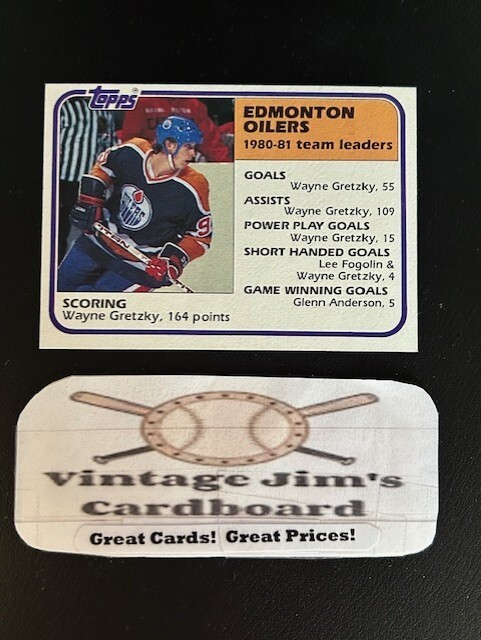 topps
EDMONTON
OILERS
1980-81 team leaders
GOALS
Wayne Gretzky, 55
ASSISTS
Wayne Gretzky, 109
POWER PLAY GOALS
Wayne Gretzky, 15
SHORT HANDED GOALS
Lee Fogolin &
Wayne Gretzky, 4
GAME WINNING GOALS
Glenn Anderson, 5
OILERS
9
SCORING
Wayne Gretzky, 164 points
Vintage Jim's
Cardboard
Great Cards! Great Prices!